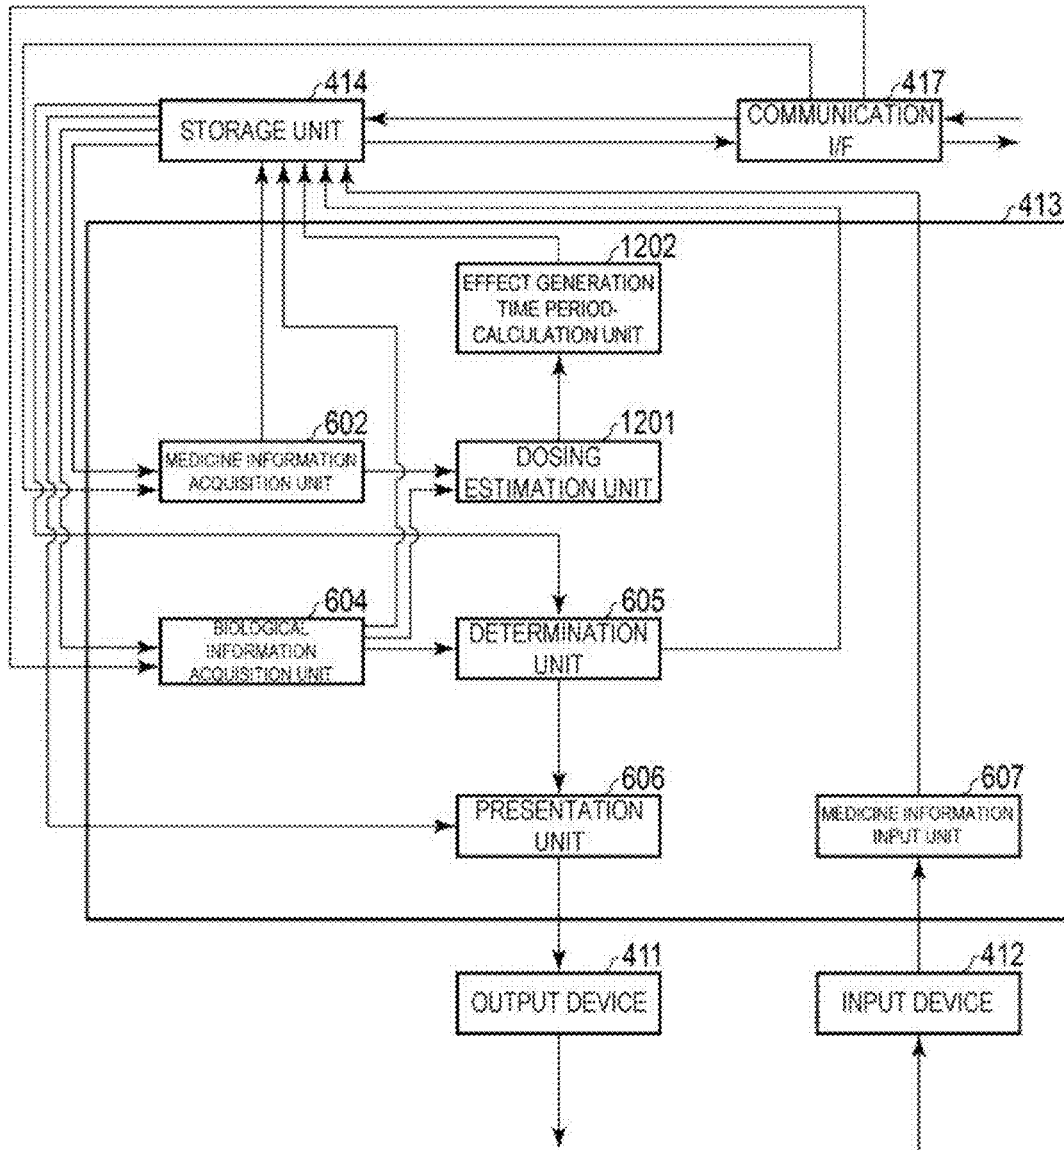 414
STORAGE UNIT
417
COMMUNICATION
I/F
413
1202
EFFECT GENERATION
TIME PERIOD-
CALCULATION UNIT
602
MEDICINE INFORMATION
ACQUISITION UNIT
1201
DOSING
ESTIMATION UNIT
604
BIOLOGICAL
INFORMATION
ACQUISITION UNIT
605
DETERMINATION
UNIT
606
PRESENTATION
UNIT
607
MEDICINE INFORMATION
INPUT UNIT
411
OUTPUT DEVICE
412
INPUT DEVICE